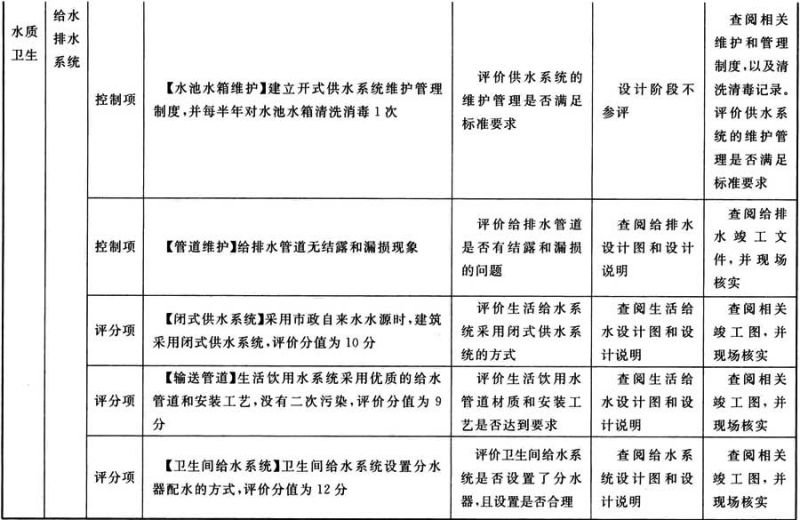 水质
卫生
给水
排水
系统
控制项
【水池水箱维护】建立开式供水系统维护管理
制度,并每半年对水池水箱清洗消毒1次
评价供水系统的
维护管理是否满足
标准要求
设计阶段不
参评
查阅相关
维护和管理
制度,以及清
洗消毒记录。
评价供水系
统的维护管
理是否满足
标准要求
控制项
【管道维护】给排水管道无结露和漏损现象
评价给排水管道
是否有结露和漏损
的问题
查阅给排水
设计图和设计
说明
查阅给排
水竣工文
件,并现场
核实
评分项
【闭式供水系统】采用市政自来水水源时,建筑
采用闭式供水系统,评价分值为10分
评价生活给水系
统采用闭式供水系
统的方式
查阅生活给
水设计图和设
计说明
查阅相关
竣工图,并
现场核实
评分项
【输送管道】生活饮用水系统采用优质的给水
管道和安装工艺,没有二次污染,评价分值为9
分
评价生活饮用水
管道材质和安装工
艺是否达到要求
查阅生活给
水设计图和设
计说明
查阅相关
竣工图,并
现场核实
评分项
【卫生间给水系统】卫生间给水系统设置分水
器配水的方式,评价分值为12分
评价卫生间给水系
统是否设置了分水
器,且设置是否合理
查阅给水系
统设计图和设
计说明
查阅相关
竣工图,并
现场核实